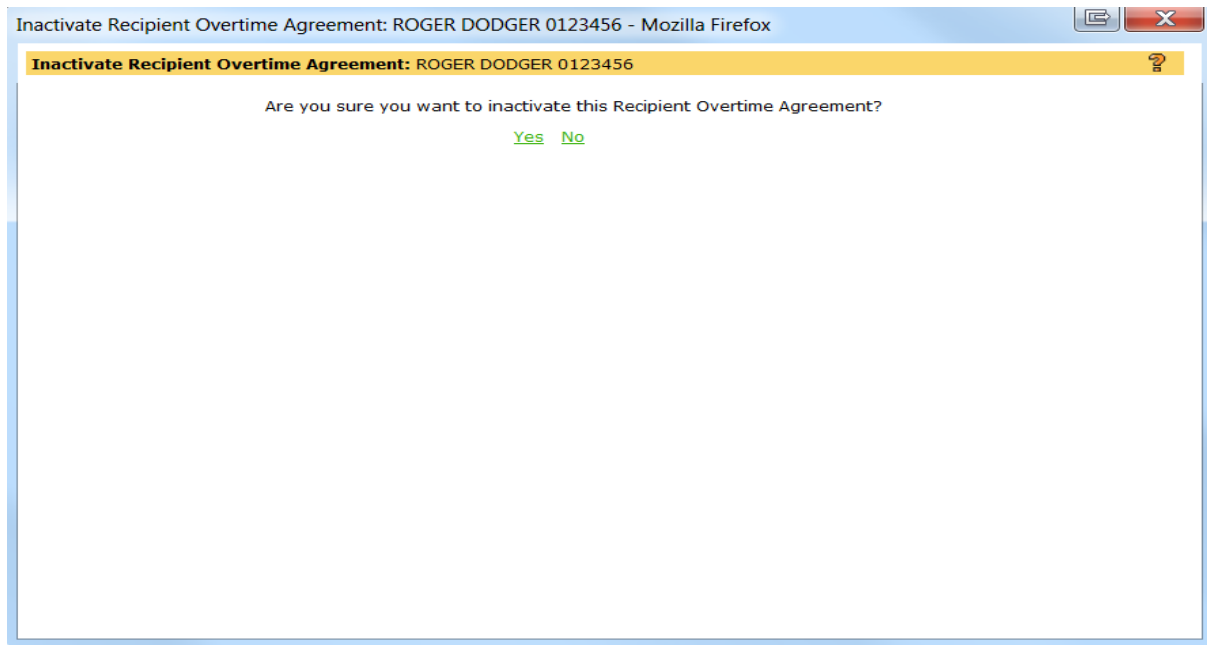 Inactivate Recipient Overtime Agreement: ROGER DODGER 0123456 - Mozilla Firefox
Inactivate Recipient Overtime Agreement: ROGER DODGER 0123456 ?
Are you sure you want to inactivate this Recipient Overtime Agreement?
Yes No